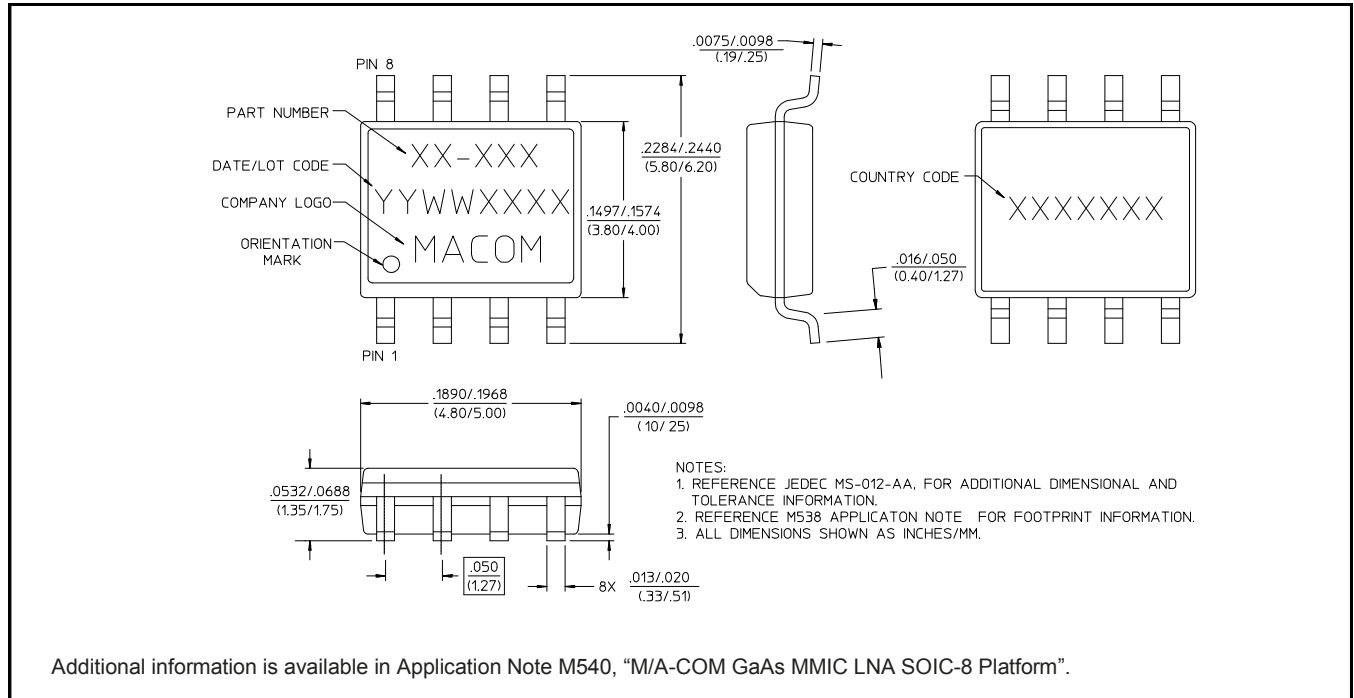 .0075/.0098
(.19/.25)
PIN 8
PART NUMBER
XX-XXX
DATE/LOT CODE
YYWWXXXX
COMPANY LOGO
MACOM
ORIENTATION
MARK
PIN 1
.2284/.2440
(5.80/6.20)
.1497/.1574
(3.80/4.00)
COUNTRY CODE
XXXXXXX
.016/.050
(0.40/1.27)
.1890/.1968
(4.80/5.00)
.0040/.0098
( 10/ 25)
.0532/.0688
(1.35/1.75)
.050
(1.27)
8X
.013/.020
(.33/.51)
NOTES:
1. REFERENCE JEDEC MS-012-AA, FOR ADDITIONAL DIMENSIONAL AND
TOLERANCE INFORMATION.
2. REFERENCE M538 APPLICATON NOTE FOR FOOTPRINT INFORMATION.
3. ALL DIMENSIONS SHOWN AS INCHES/MM.
Additional information is available in Application Note M540, “M/A-COM GaAs MMIC LNA SOIC-8 Platform”.